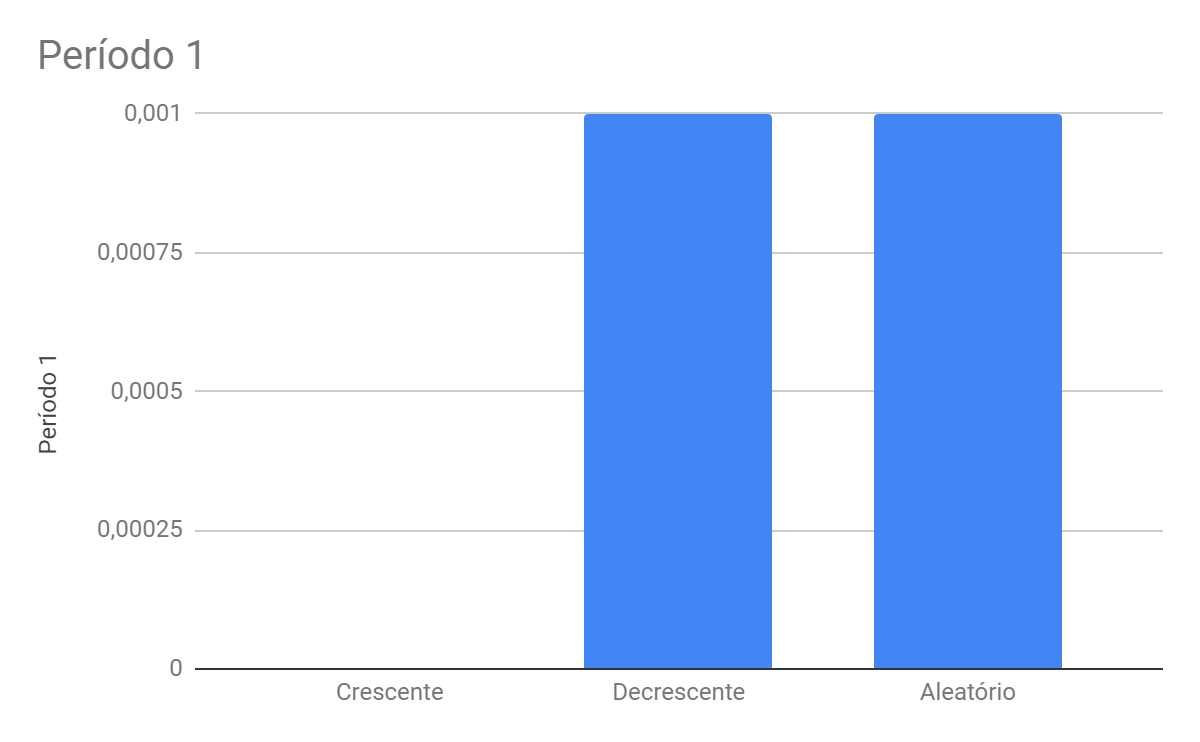 Período 1
0,001
0,00075
0,0005
0,00025
0
Período 1
Crescente
Decrescente
Aleatório